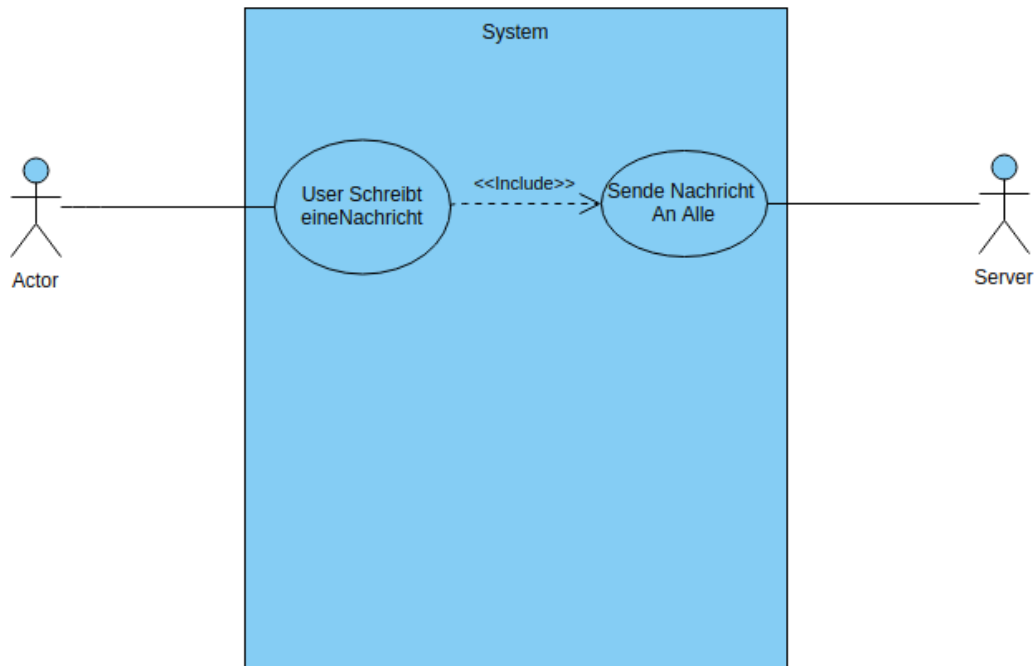 System
User Schreibt
eineNachricht
<<Include>>
Sende Nachricht
An Alle
Actor
Server